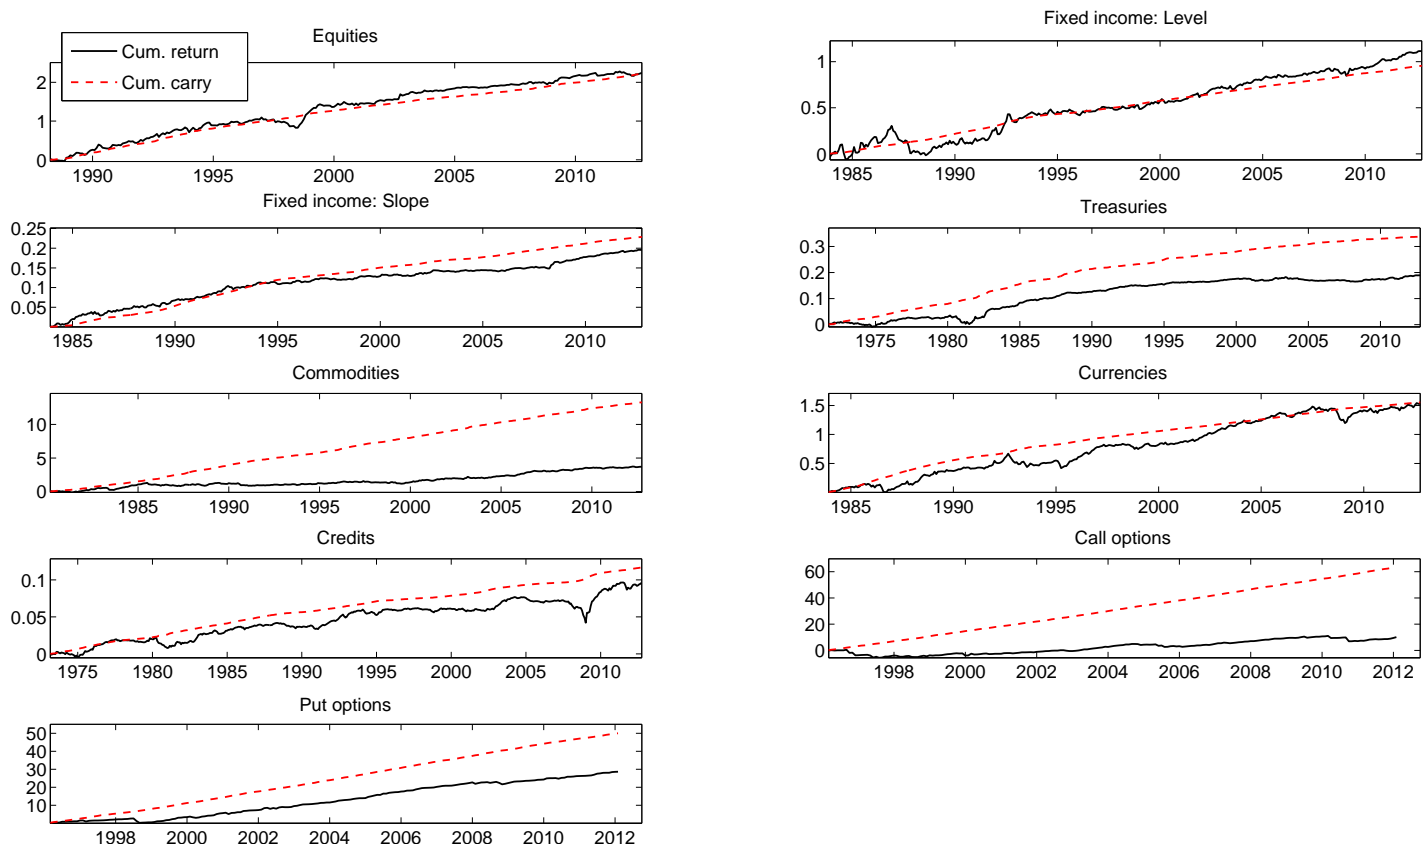 Equities
Cum. return
Cum. carry
2
1
0
1990 1995 2000 2005 2010
Fixed income: Level
1
0.5
0
1985 1990 1995 2000 2005 2010
Fixed income: Slope
0.25
0.2
0.15
0.1
0.05
1985 1990 1995 2000 2005 2010
Treasuries
0.3
0.2
0.1
0
1975 1980 1985 1990 1995 2000 2005 2010
Commodities
10
5
0
1985 1990 1995 2000 2005 2010
Currencies
1.5
1
0.5
1985 1990 1995 2000 2005 2010
Credits
0.1
0.05
0
1975 1980 1985 1990 1995 2000 2005 2010
Call options
60
40
20
0
1998 2000 2002 2004 2006 2008 2010 2012
Put options
50
40
30
20
10
1998 2000 2002 2004 2006 2008 2010 2012